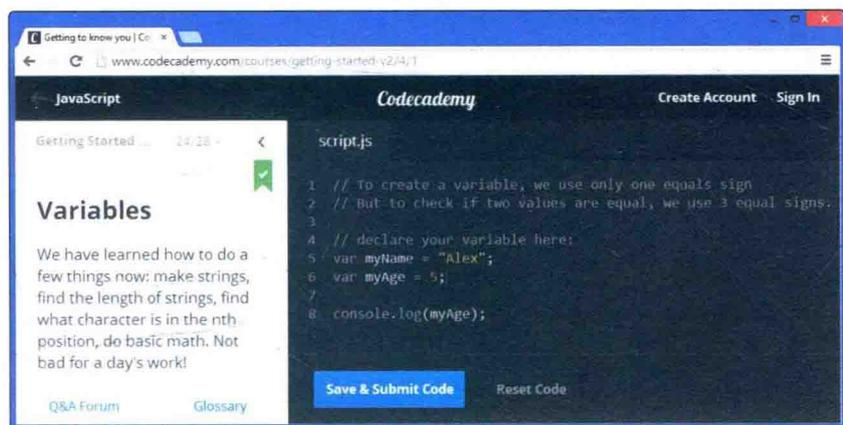 Getting to know you | Co
www.codecademy.com/courses/getting-started-v2/4/1
JavaScript
Codecademy
Create Account Sign In
Getting Started ... 24/28
Variables
We have learned how to do a
few things now: make strings,
find the length of strings, find
what character is in the nth
position, do basic math. Not
bad for a day's work!
Q&A Forum Glossary
script.js
1 // To create a variable, we use only one equals sign
2 // But to check if two values are equal, we use 3 equal signs.
3
4 // declare your variable here:
5 var myName = "Alex";
6 var myAge = 5;
7
8 console.log(myAge);
Save & Submit Code Reset Code